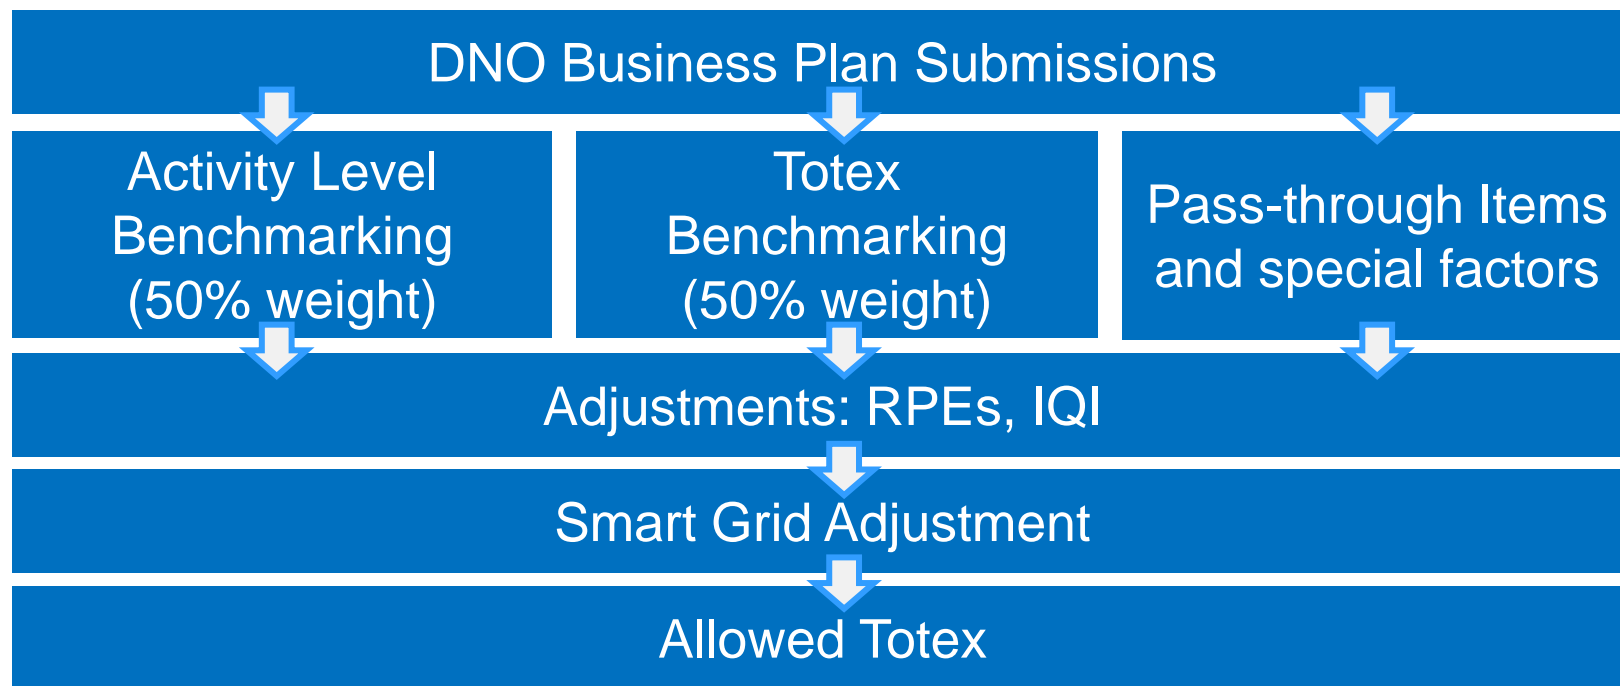 DNO Business Plan Submissions
Activity Level
Benchmarking
(50% weight)
Totex
Benchmarking
(50% weight)
Pass-through Items
and special factors
Adjustments: RPEs, IQI
Smart Grid Adjustment
Allowed Totex